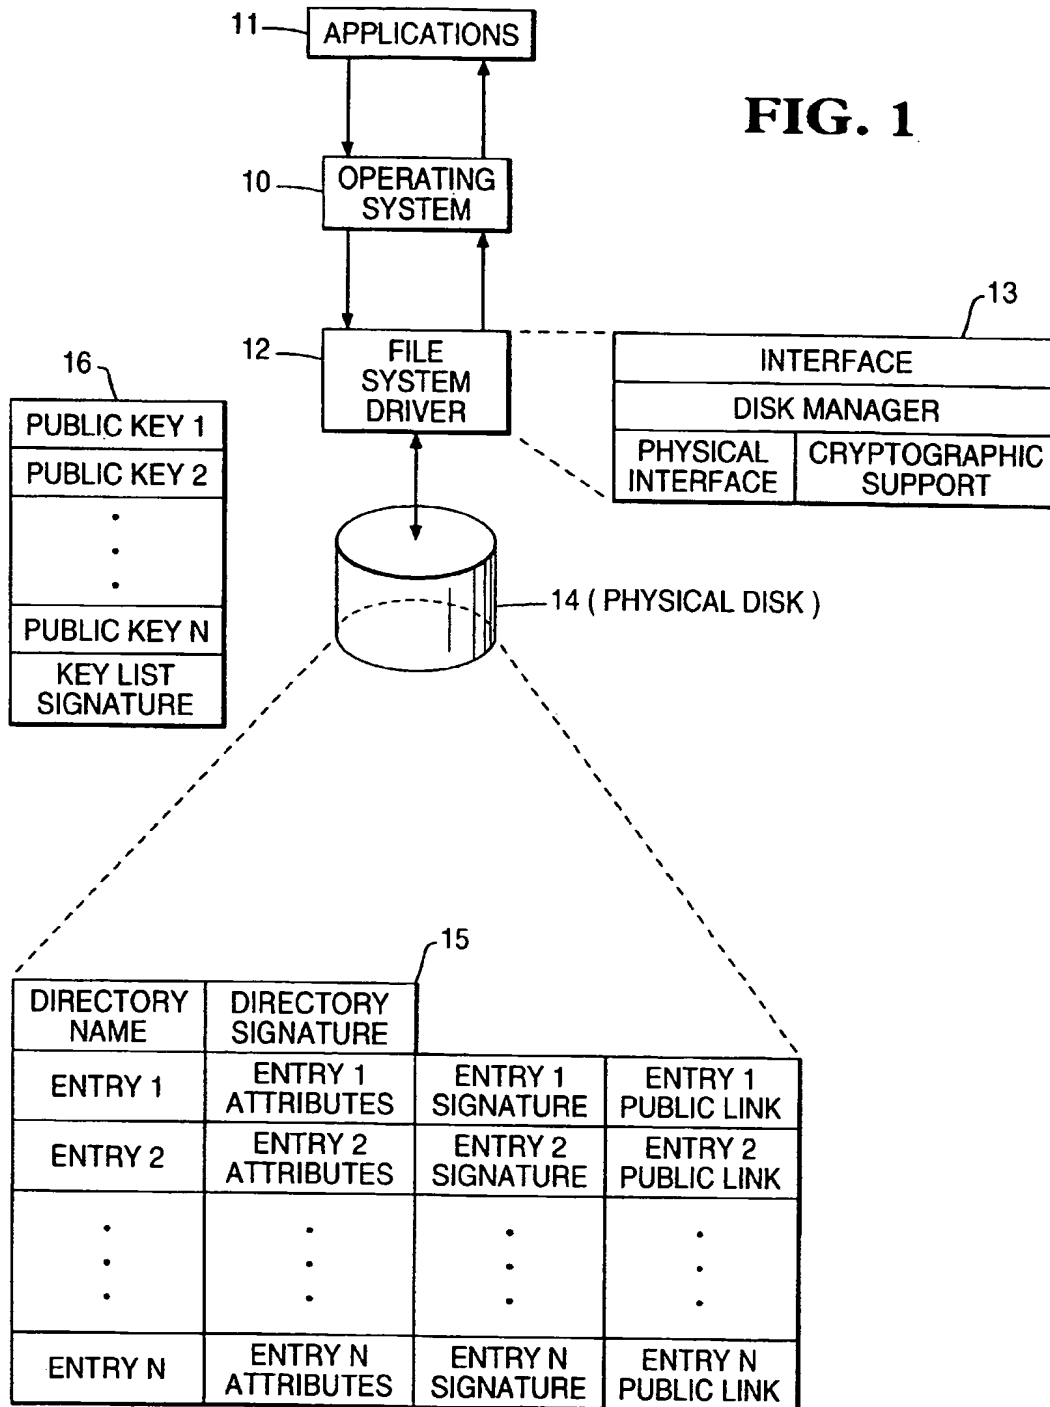 11
APPLICATIONS
FIG. 1
10
OPERATING
SYSTEM
12
FILE
SYSTEM
DRIVER
13
INTERFACE
DISK MANAGER
PHYSICAL
INTERFACE
CRYPTOGRAPHIC
SUPPORT
16
PUBLIC KEY 1
PUBLIC KEY 2
PUBLIC KEY N
KEY LIST
SIGNATURE
14 ( PHYSICAL DISK )
15
DIRECTORY
NAME
DIRECTORY
SIGNATURE
ENTRY 1
ENTRY 1
ATTRIBUTES
ENTRY 1
SIGNATURE
ENTRY 1
PUBLIC LINK
ENTRY 2
ENTRY 2
ATTRIBUTES
ENTRY 2
SIGNATURE
ENTRY 2
PUBLIC LINK
ENTRY N
ENTRY N
ATTRIBUTES
ENTRY N
SIGNATURE
ENTRY N
PUBLIC LINK